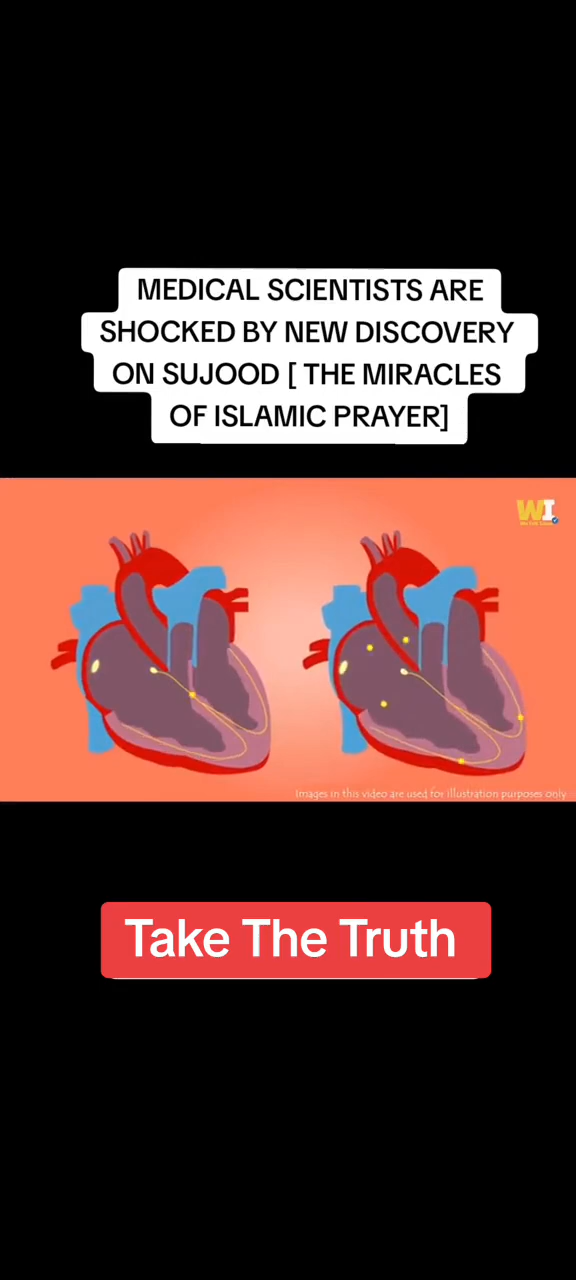 MEDICAL SCIENTISTS ARE
SHOCKED BY NEW DISCOVERY
ON SUJOOD [ THE MIRACLES
OF ISLAMIC PRAYER]
WI
Images in this video are used for illustration purposes only
Take The Truth